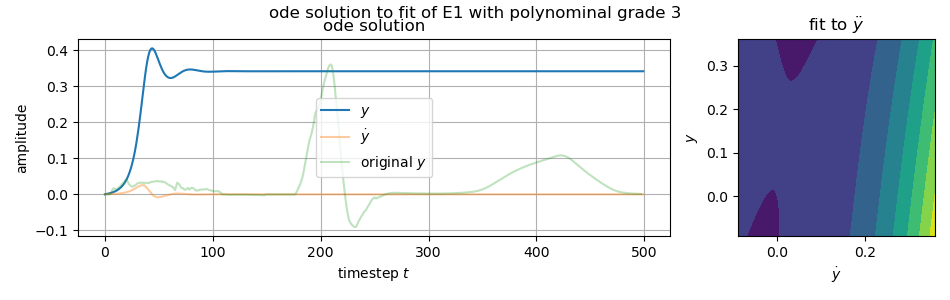 ode solution to fit of E1 with polynominal grade 3
ode solution
amplitude
0.4
0.3
0.2
0.1
0.0
−0.1
0
100
200
300
400
500
timestep t
y
ẏ
original y
fit to ÿ
y
0.3
0.1
0.0
0.0
0.2
ẏ